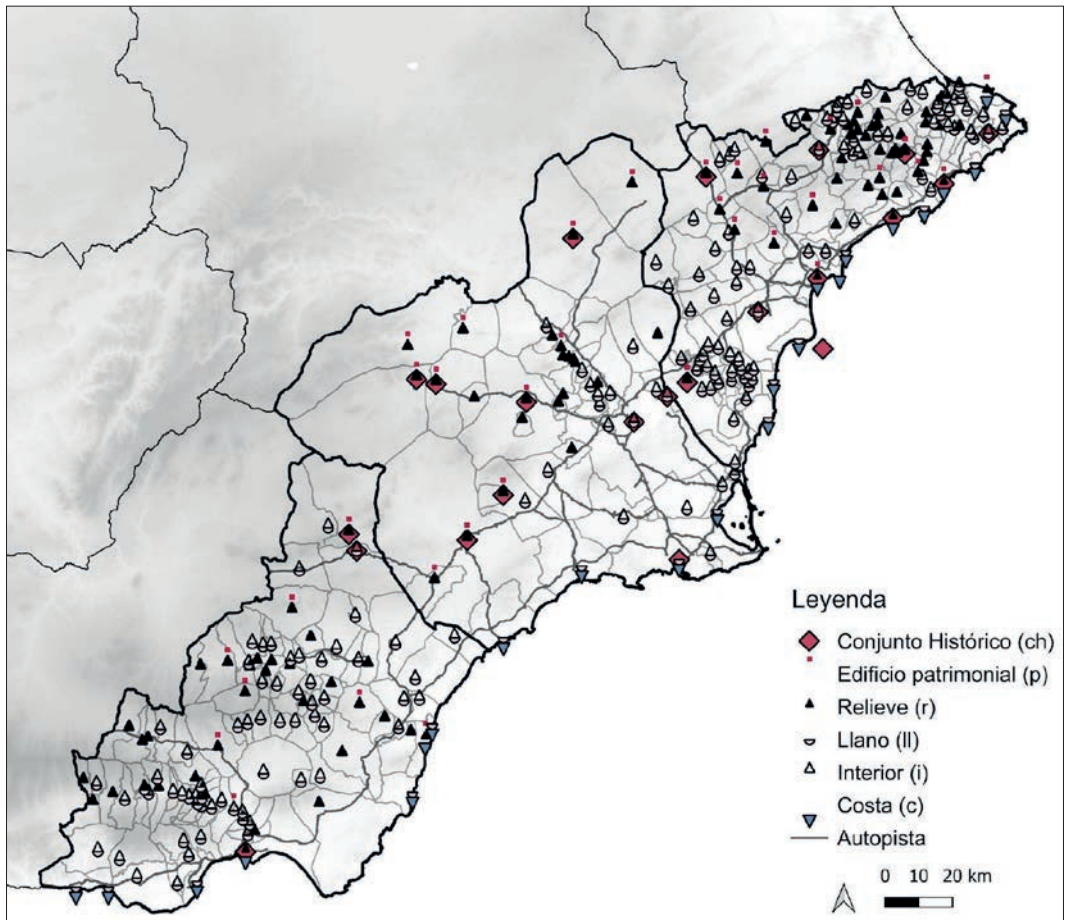 Leyenda
Conjunto Histórico (ch)
Edificio patrimonial (p)
Relieve (r)
Llano (ll)
Interior (i)
Costa (c)
Autopista
0 10 20 km